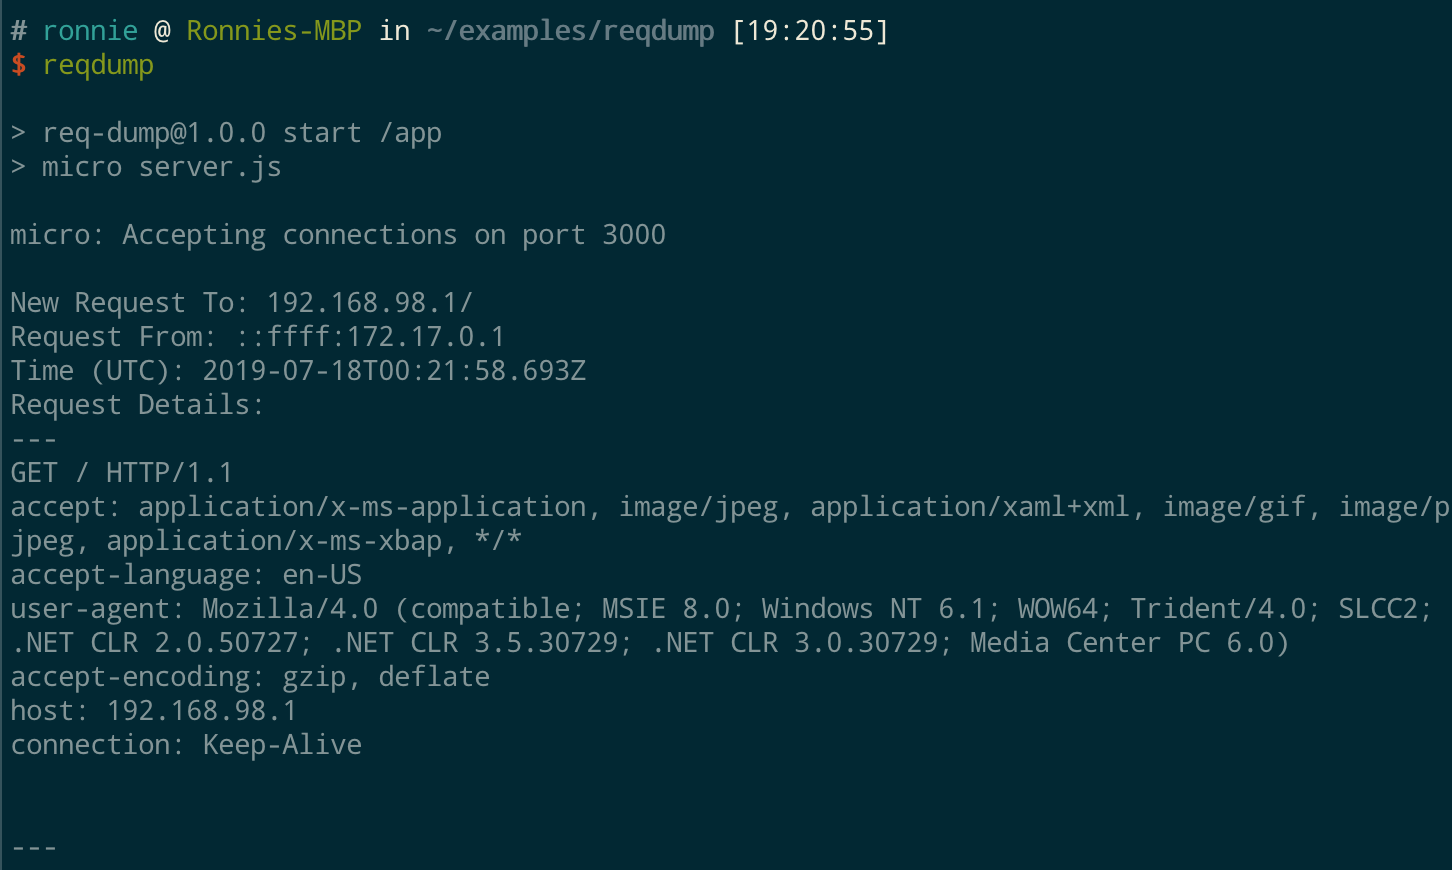 # ronnie @ Ronnies-MBP in ~/examples/reqdump [19:20:55]
$ reqdump
> req-dump@1.0.0 start /app
> micro server.js
micro: Accepting connections on port 3000
New Request To: 192.168.98.1/
Request From: ::ffff:172.17.0.1
Time (UTC): 2019-07-18T00:21:58.693Z
Request Details:
---
GET / HTTP/1.1
accept: application/x-ms-application, image/jpeg, application/xaml+xml, image/gif, image/p
jpeg, application/x-ms-xbap, */*
accept-language: en-US
user-agent: Mozilla/4.0 (compatible; MSIE 8.0; Windows NT 6.1; WOW64; Trident/4.0; SLCC2;
.NET CLR 2.0.50727; .NET CLR 3.5.30729; .NET CLR 3.0.30729; Media Center PC 6.0)
accept-encoding: gzip, deflate
host: 192.168.98.1
connection: Keep-Alive
---